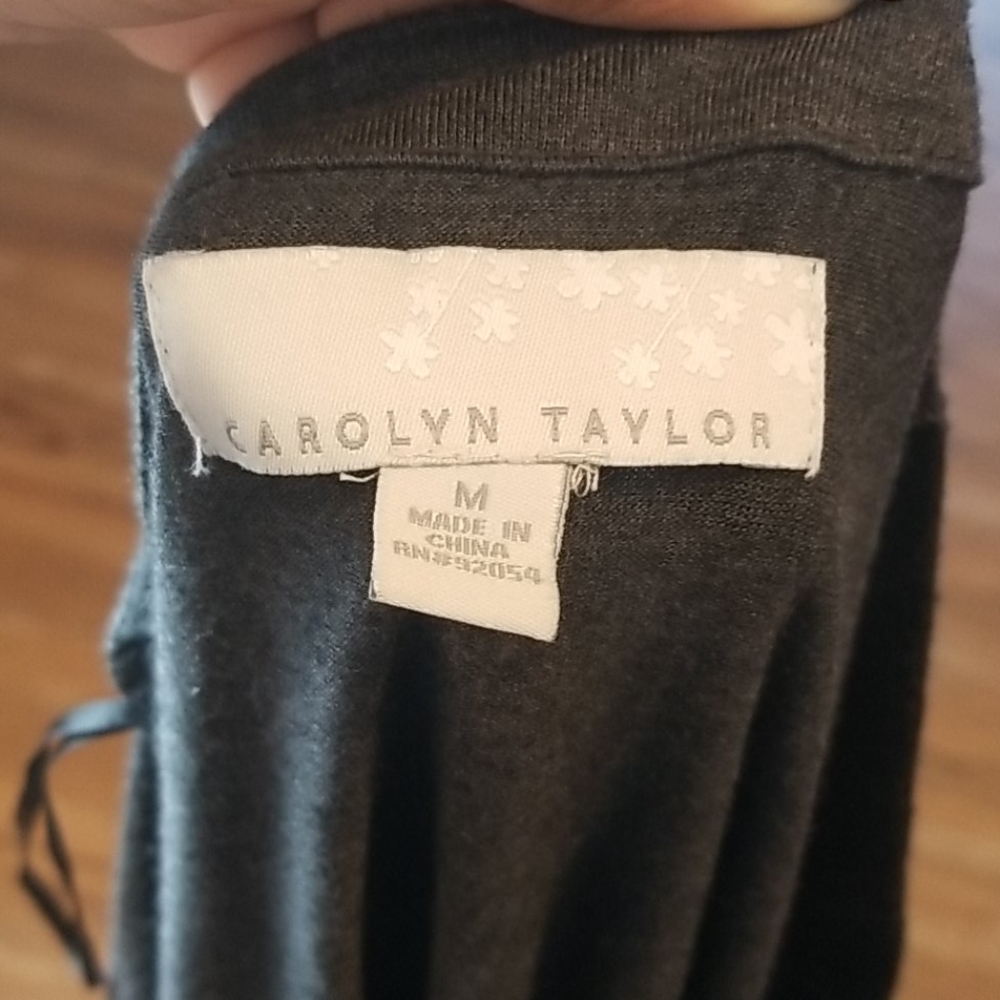 CAROLYN TAYLOR
M
MADE IN
CHINA
RN#92054